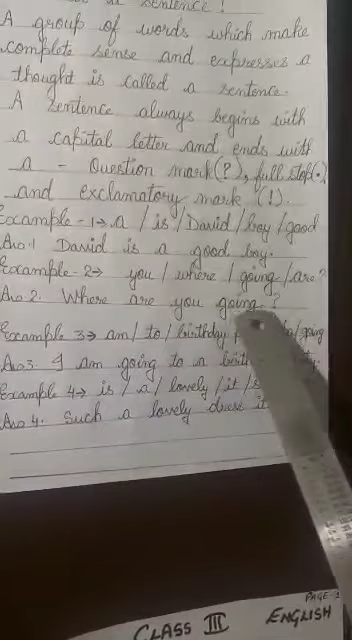 sentence!
A group of words which make
complete sense and expresses a
thought is called a sentence.
A sentence always begins with
a capital letter and ends with
a - Question mark(?), full stop(.)
and exclamatory mark (!).
Example-1→ a / is / David / boy / good
Ans.1 David is a good boy.
Example-2→ you / where / going / are?
Ans 2. Where are you going?
Example 3→ am / to / birthday / going
Ans 3. I am going to a
Example 4→ is / a / lovely / it /
Ans 4. Such a lovely dress it
PAGE-1
CLASS III ENGLISH